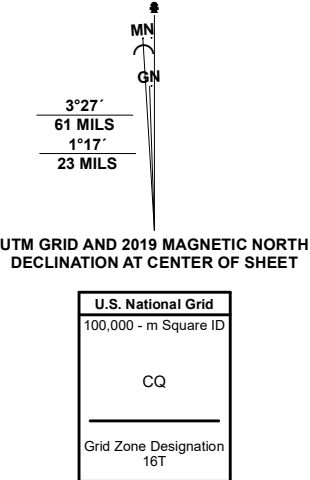 MN
GN
3°27´
61 MILS
1°17´
23 MILS
UTM GRID AND 2019 MAGNETIC NORTH
DECLINATION AT CENTER OF SHEET
U.S. National Grid
100,000 - m Square ID
CQ
Grid Zone Designation
16T